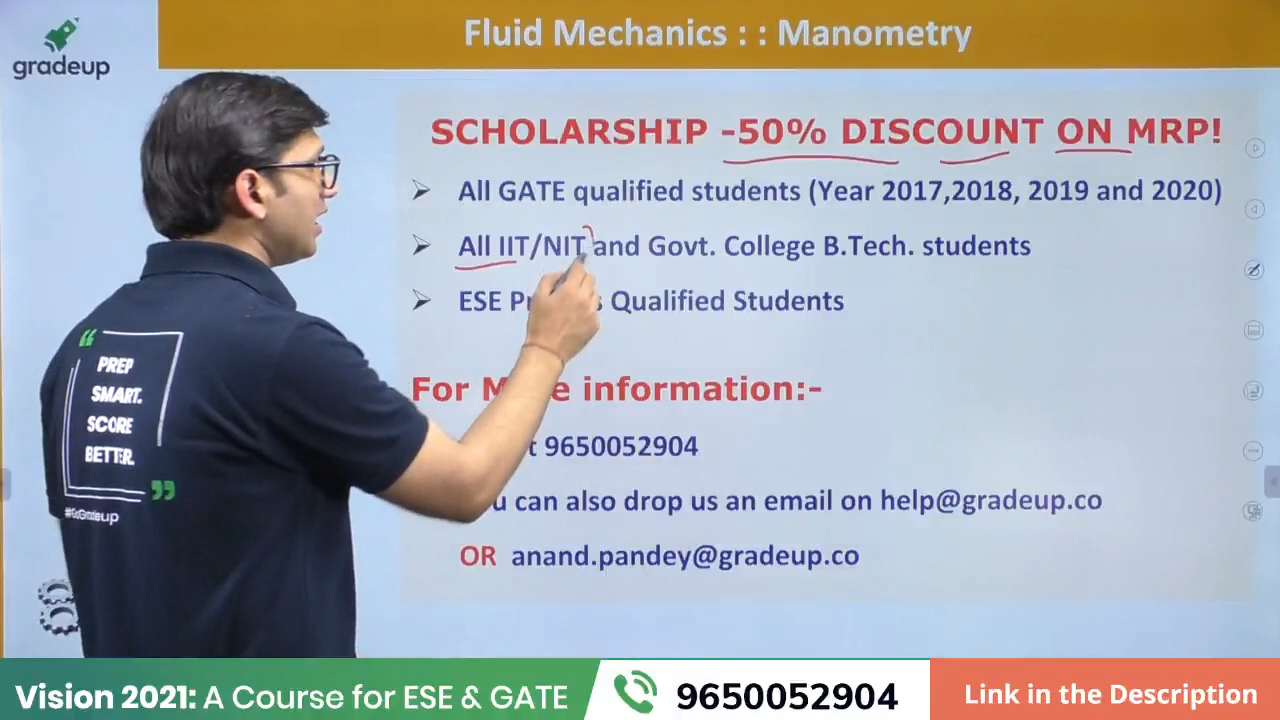 Fluid Mechanics : : Manometry
gradeup
SCHOLARSHIP -50% DISCOUNT ON MRP!
All GATE qualified students (Year 2017,2018, 2019 and 2020)
All IIT/NIT and Govt. College B.Tech. students
ESE Qualified Students
For information:-
9650052904
can also drop us an email on help@gradeup.co
OR anand.pandey@gradeup.co
PREP
SMART.
SCORE
BETTER.
#GoGradeup
Vision 2021: A Course for ESE & GATE
9650052904
Link in the Description